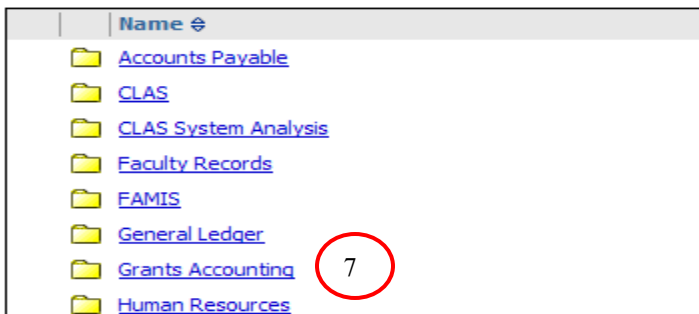 Name
Accounts Payable
CLAS
CLAS System Analysis
Faculty Records
FAMIS
General Ledger
Grants Accounting 7
Human Resources